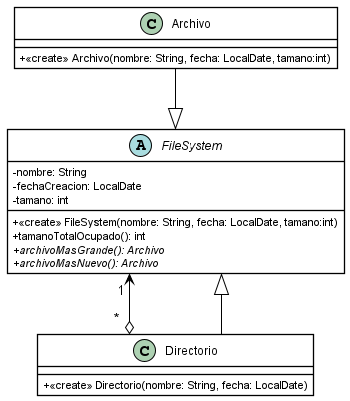 C Archivo
+«create» Archivo(nombre: String, fecha: LocalDate, tamano:int)
A FileSystem
-nombre: String
-fechaCreacion: LocalDate
-tamano: int
+«create» FileSystem(nombre: String, fecha: LocalDate, tamano:int)
+tamanoTotalOcupado(): int
+archivoMasGrande(): Archivo
+archivoMasNuevo(): Archivo
1
*
C Directorio
+«create» Directorio(nombre: String, fecha: LocalDate)